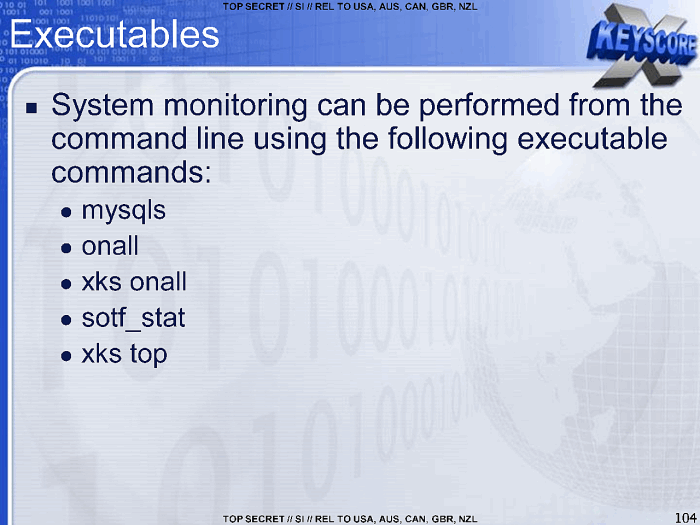 TOP SECRET // SI // REL TO USA, AUS, CAN, GBR, NZL
Executables
X
KEYSCORE
■ System monitoring can be performed from the
command line using the following executable
commands:
● mysqls
● onall
● xks onall
● sotf_stat
● xks top
TOP SECRET // SI // REL TO USA, AUS, CAN, GBR, NZL
104